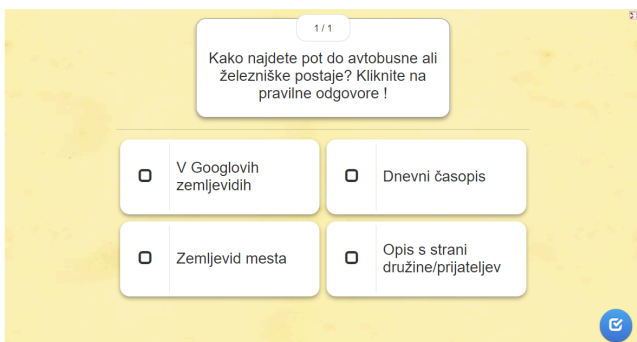 1 / 1
Kako najdete pot do avtobusne ali
železniške postaje? Kliknite na
pravilne odgovore !
V Googlovih
zemljevidih
Dnevni časopis
Zemljevid mesta
Opis s strani
družine/prijateljev